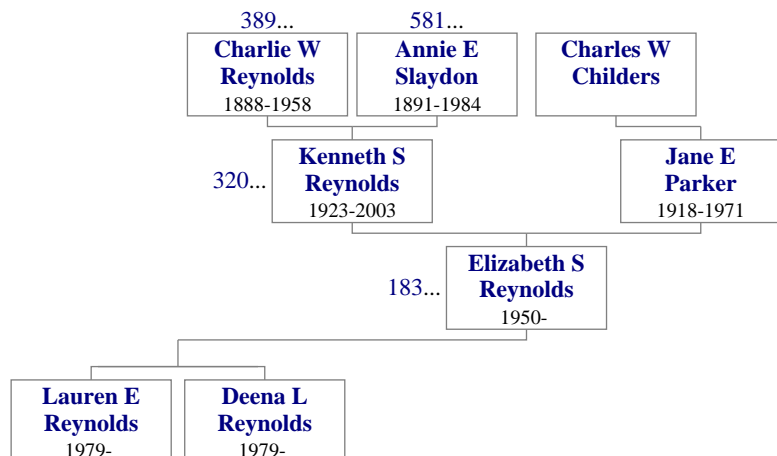 389...
581...
Charlie W
Reynolds
1888-1958
Annie E
Slaydon
1891-1984
Charles W
Childers
320...
Kenneth S
Reynolds
1923-2003
Jane E
Parker
1918-1971
183...
Elizabeth S
Reynolds
1950-
Lauren E
Reynolds
1979-
Deena L
Reynolds
1979-